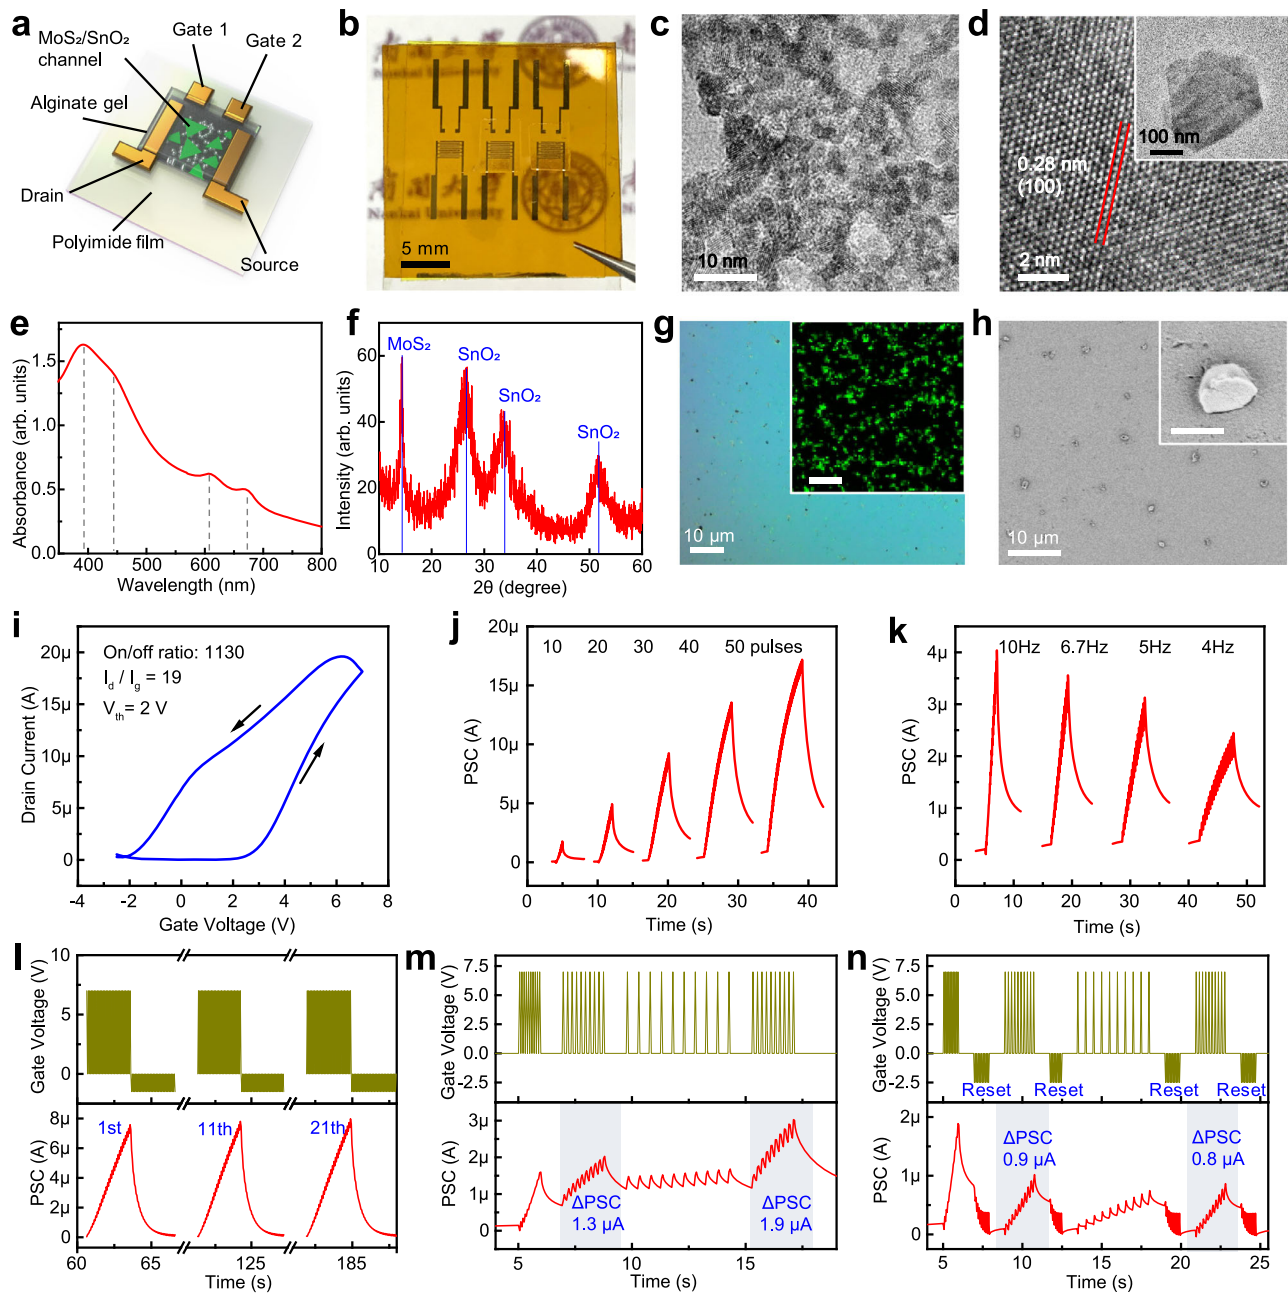 a
MoS₂/SnO₂
channel
Gate 1
Gate 2
Alginate gel
Drain
Polyimide film
Source
b
Nankai University
5 mm
c
10 nm
d
0.28 nm
(100)
100 nm
2 nm
e
Absorbance (arb. units)
1.5
1.0
0.5
0.0
400 500 600 700 800
Wavelength (nm)
f
Intensity (arb. units)
60
40
20
0
MoS₂
SnO₂
SnO₂
SnO₂
10 20 30 40 50 60
2θ (degree)
g
10 µm
h
10 µm
i
Drain Current (A)
20µ
15µ
10µ
5µ
0
On/off ratio: 1130
I_d / I_g = 19
V_th= 2 V
-4 -2 0 2 4 6 8
Gate Voltage (V)
j
PSC (A)
20µ
15µ
10µ
5µ
0
10 20 30 40 50 pulses
0 10 20 30 40
Time (s)
k
PSC (A)
4µ
3µ
2µ
1µ
0
10Hz 6.7Hz 5Hz 4Hz
0 10 20 30 40 50
Time (s)
l
Gate Voltage (V)
10
5
0
PSC (A)
8µ
6µ
4µ
2µ
0
1st 11th 21th
60 65 125 185
Time (s)
m
Gate Voltage (V)
7.5
5.0
2.5
0.0
-2.5
PSC (A)
3µ
2µ
1µ
0
ΔPSC
1.3 µA
ΔPSC
1.9 µA
5 10 15
Time (s)
n
Gate Voltage (V)
7.5
5.0
2.5
0.0
-2.5
Reset Reset Reset Reset
PSC (A)
2µ
1µ
0
ΔPSC
0.9 µA
ΔPSC
0.8 µA
5 10 15 20 25
Time (s)